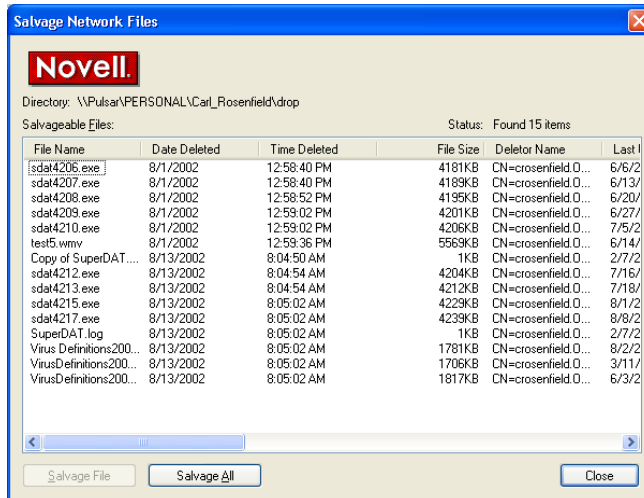 Salvage Network Files
Novell.
Directory: \\Pulsar\PERSONAL\Carl_Rosenfield\drop
Salvageable Files: Status: Found 15 items
File Name Date Deleted Time Deleted File Size Deletor Name Last
sdat4206.exe 8/1/2002 12:58:40 PM 4181KB CN=crosenfield.O... 6/6/2
sdat4207.exe 8/1/2002 12:58:40 PM 4189KB CN=crosenfield.O... 6/13/
sdat4208.exe 8/1/2002 12:58:52 PM 4195KB CN=crosenfield.O... 6/20/
sdat4209.exe 8/1/2002 12:59:02 PM 4201KB CN=crosenfield.O... 6/27/
sdat4210.exe 8/1/2002 12:59:02 PM 4206KB CN=crosenfield.O... 7/5/2
test5.wmv 8/1/2002 12:59:36 PM 5569KB CN=crosenfield.O... 6/14/
Copy of SuperDAT.... 8/13/2002 8:04:50 AM 1KB CN=crosenfield.O... 2/7/2
sdat4212.exe 8/13/2002 8:04:54 AM 4204KB CN=crosenfield.O... 7/16/
sdat4213.exe 8/13/2002 8:04:54 AM 4212KB CN=crosenfield.O... 7/18/
sdat4215.exe 8/13/2002 8:05:02 AM 4229KB CN=crosenfield.O... 8/1/2
sdat4217.exe 8/13/2002 8:05:02 AM 4239KB CN=crosenfield.O... 8/8/2
SuperDAT.log 8/13/2002 8:05:02 AM 1KB CN=crosenfield.O... 2/7/2
Virus Definitions200... 8/13/2002 8:05:02 AM 1781KB CN=crosenfield.O... 8/2/2
VirusDefinitions200... 8/13/2002 8:05:02 AM 1706KB CN=crosenfield.O... 3/11/
VirusDefinitions200... 8/13/2002 8:05:02 AM 1817KB CN=crosenfield.O... 6/3/2
Salvage File Salvage All Close